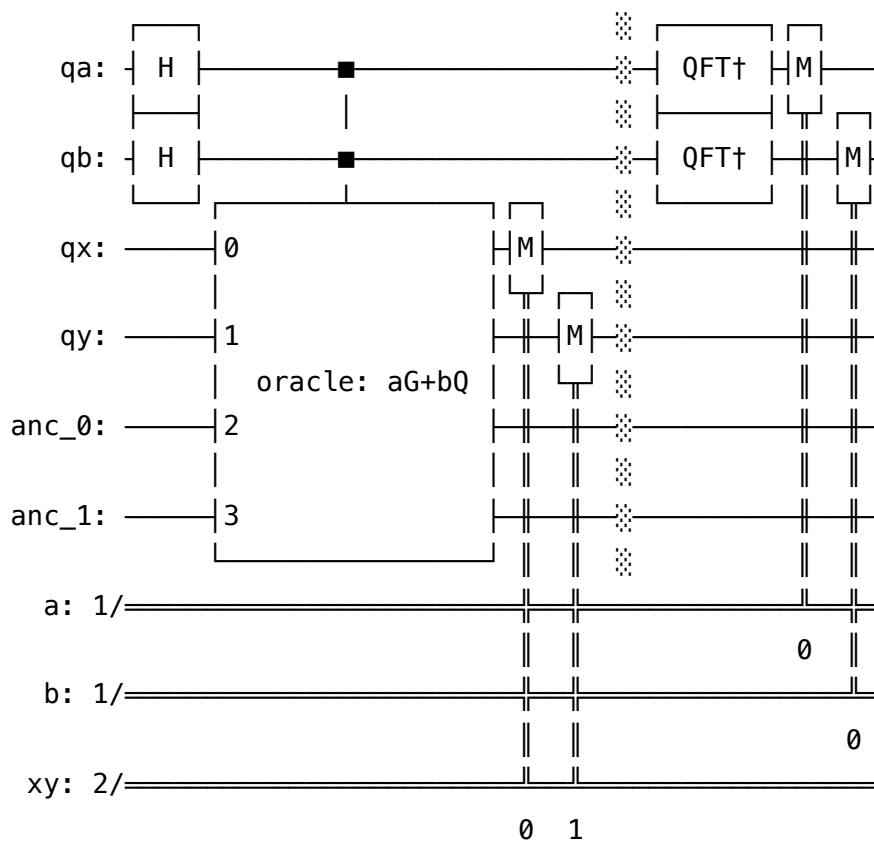 qa: H QFT† M
qb: H QFT† M
qx: 0 M
qy: 1 M
oracle: aG+bQ
anc_0: 2
anc_1: 3
a: 1/
0
b: 1/
0
xy: 2/
0 1